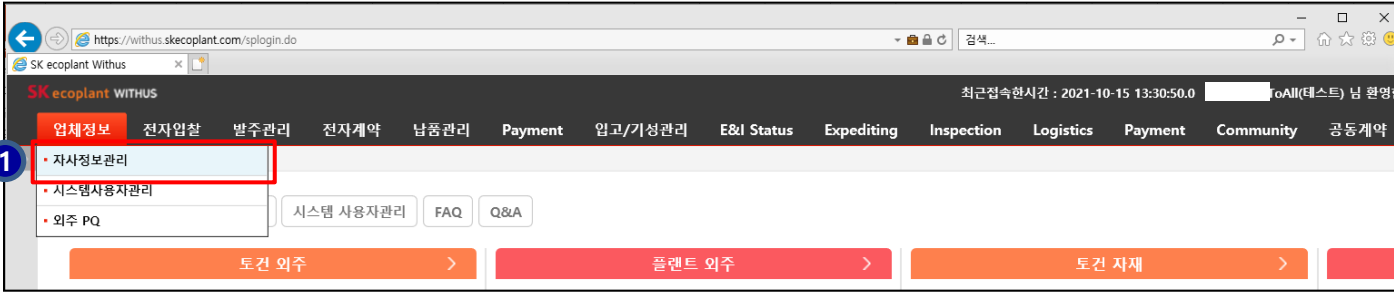 https://withus.skecoplant.com/splogin.do
검색...
SK ecoplant Withus
SK ecoplant WITHUS
최근접속한시간 : 2021-10-15 13:30:50.0
ToAll(테스트) 님 환영
업체정보 전자입찰 발주관리 전자계약 납품관리 Payment 입고/기성관리 E&I Status Expediting Inspection Logistics Payment Community 공동계약
1
자사정보관리
시스템사용자관리
외주 PQ
시스템 사용자관리 FAQ Q&A
토건 외주 플랜트 외주 토건 자재